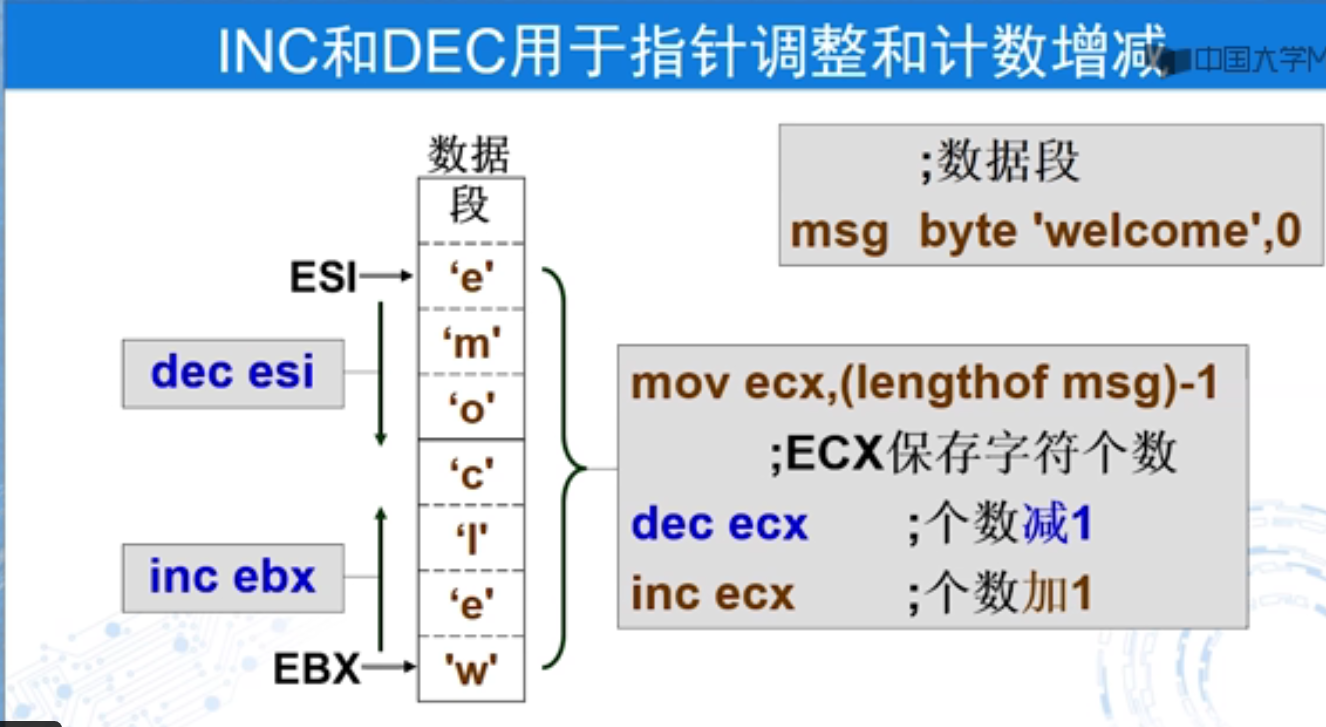 INC和DEC用于指针调整和计数增减
中国大学M
数据
段
ESI
'e'
'm'
'o'
'c'
'l'
'e'
'w'
dec esi
inc ebx
EBX
;数据段
msg byte 'welcome',0
mov ecx,(lengthof msg)-1
;ECX保存字符个数
dec ecx ;个数减1
inc ecx ;个数加1